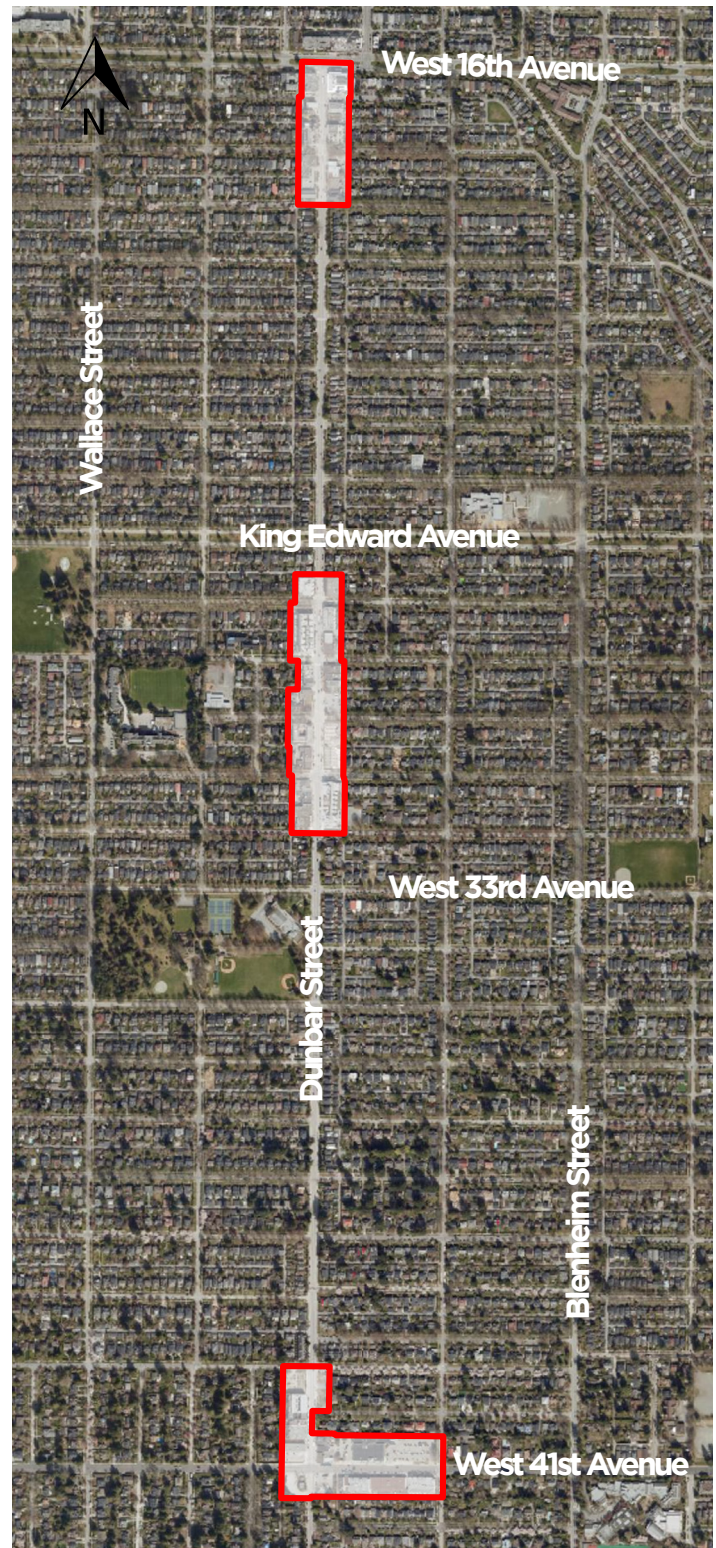 West 16th Avenue
N
Wallace Street
King Edward Avenue
West 33rd Avenue
Dunbar Street
Blenheim Street
West 41st Avenue